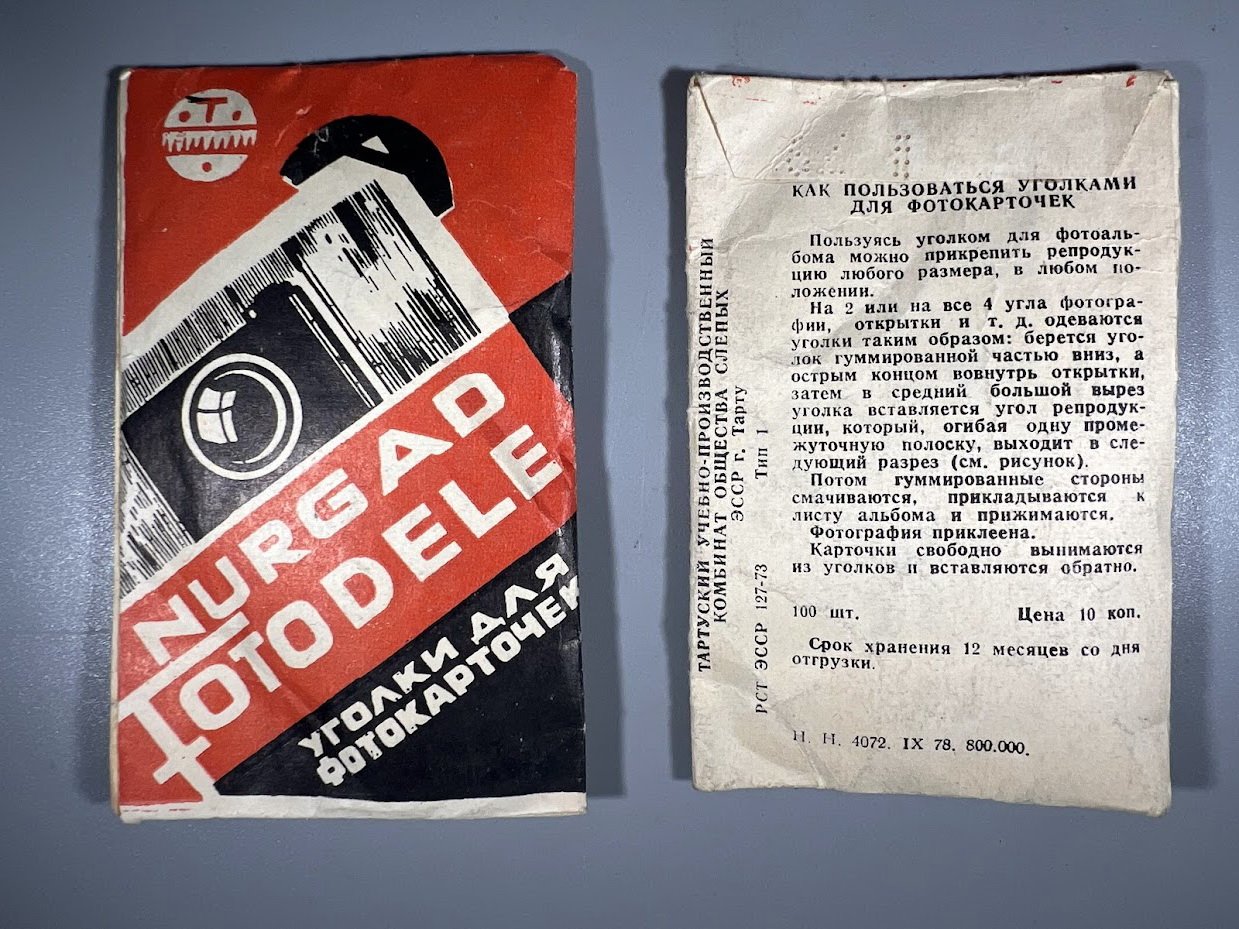 NURGAD
FOTODELE
УГОЛКИ ДЛЯ
ФОТОКАРТОЧЕК
КАК ПОЛЬЗОВАТЬСЯ УГОЛКАМИ
ДЛЯ ФОТОКАРТОЧЕК
Пользуясь уголком для фотоаль-
бома можно прикрепить репродук-
цию любого размера, в любом по-
ложении.
На 2 или на все 4 угла фотогра-
фии, открытки и т. д. одеваются
уголки таким образом: берется уго-
лок гуммированной частью вниз, а
острым концом вовнутрь открытки,
затем в средний большой вырез
уголка вставляется угол репродук-
ции, который, огибая одну проме-
жуточную полоску, выходит в сле-
дующий разрез (см. рисунок).
Потом гуммированные стороны
смачиваются, прикладываются к
листу альбома и прижимаются.
Фотография приклеена.
Карточки свободно вынимаются
из уголков и вставляются обратно.
100 шт. Цена 10 коп.
Срок хранения 12 месяцев со дня
отгрузки.
Н. Н. 4072. IX 78. 800.000.
ТАРТУСКИЙ УЧЕБНО-ПРОИЗВОДСТВЕННЫЙ
КОМБИНАТ ОБЩЕСТВА СЛЕПЫХ
ЭССР г. Тарту
РСТ ЭССР 127-73 Тип 1